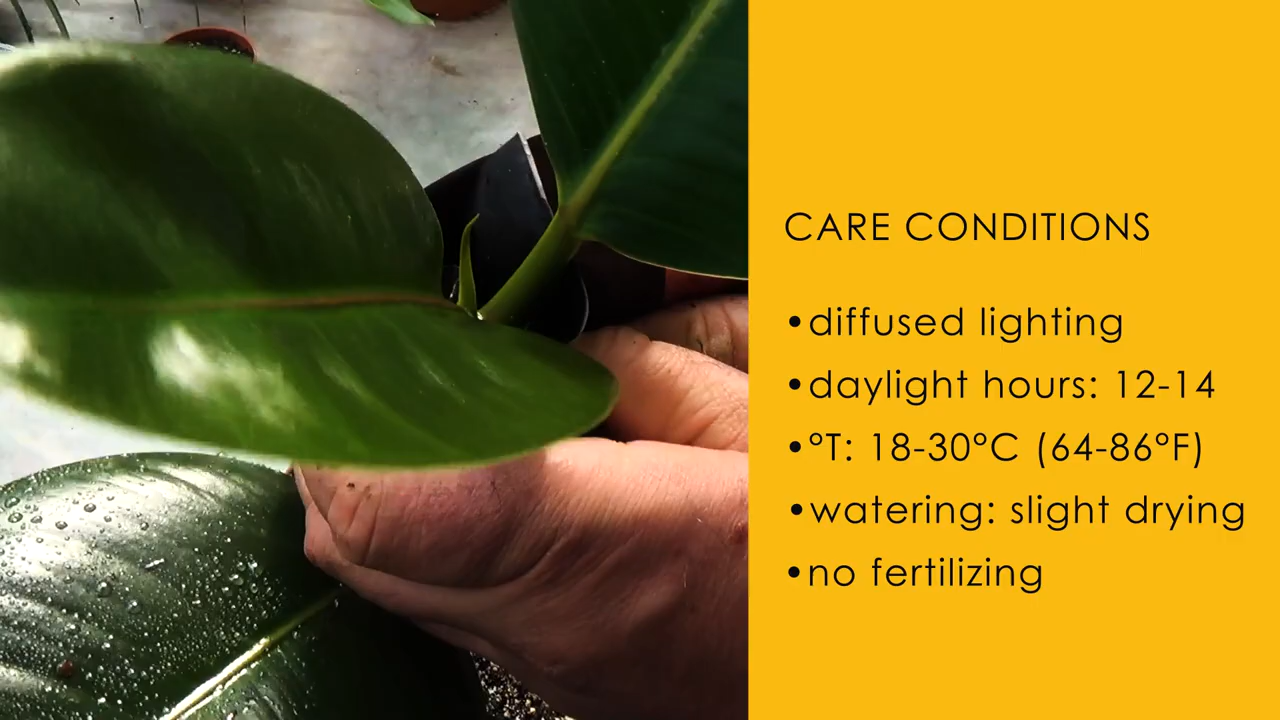 CARE CONDITIONS
•diffused lighting
•daylight hours: 12-14
•°T: 18-30°C (64-86°F)
•watering: slight drying
•no fertilizing